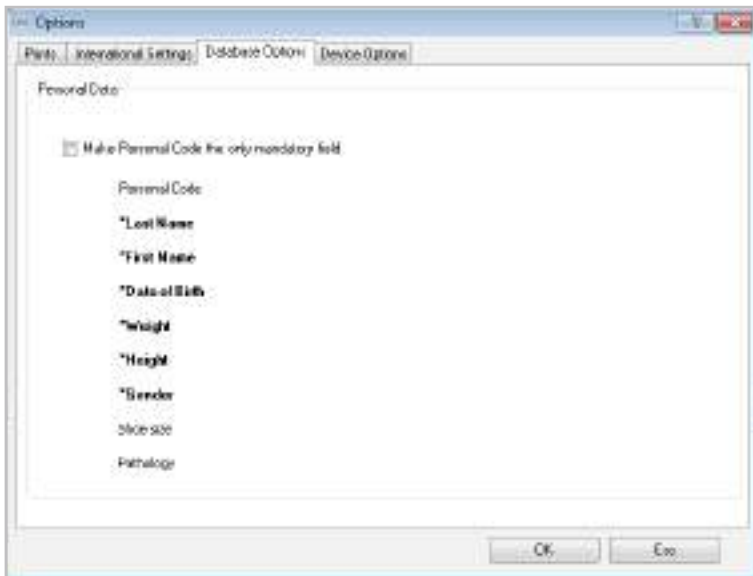 Options
Prints International Settings Database Options Device Options
Personal Data
Make Personal Code the only mandatory field
Personal Code
*Last Name
*First Name
*Date of Birth
*Weight
*Height
*Gender
Shoe size
Pathology
OK Esc